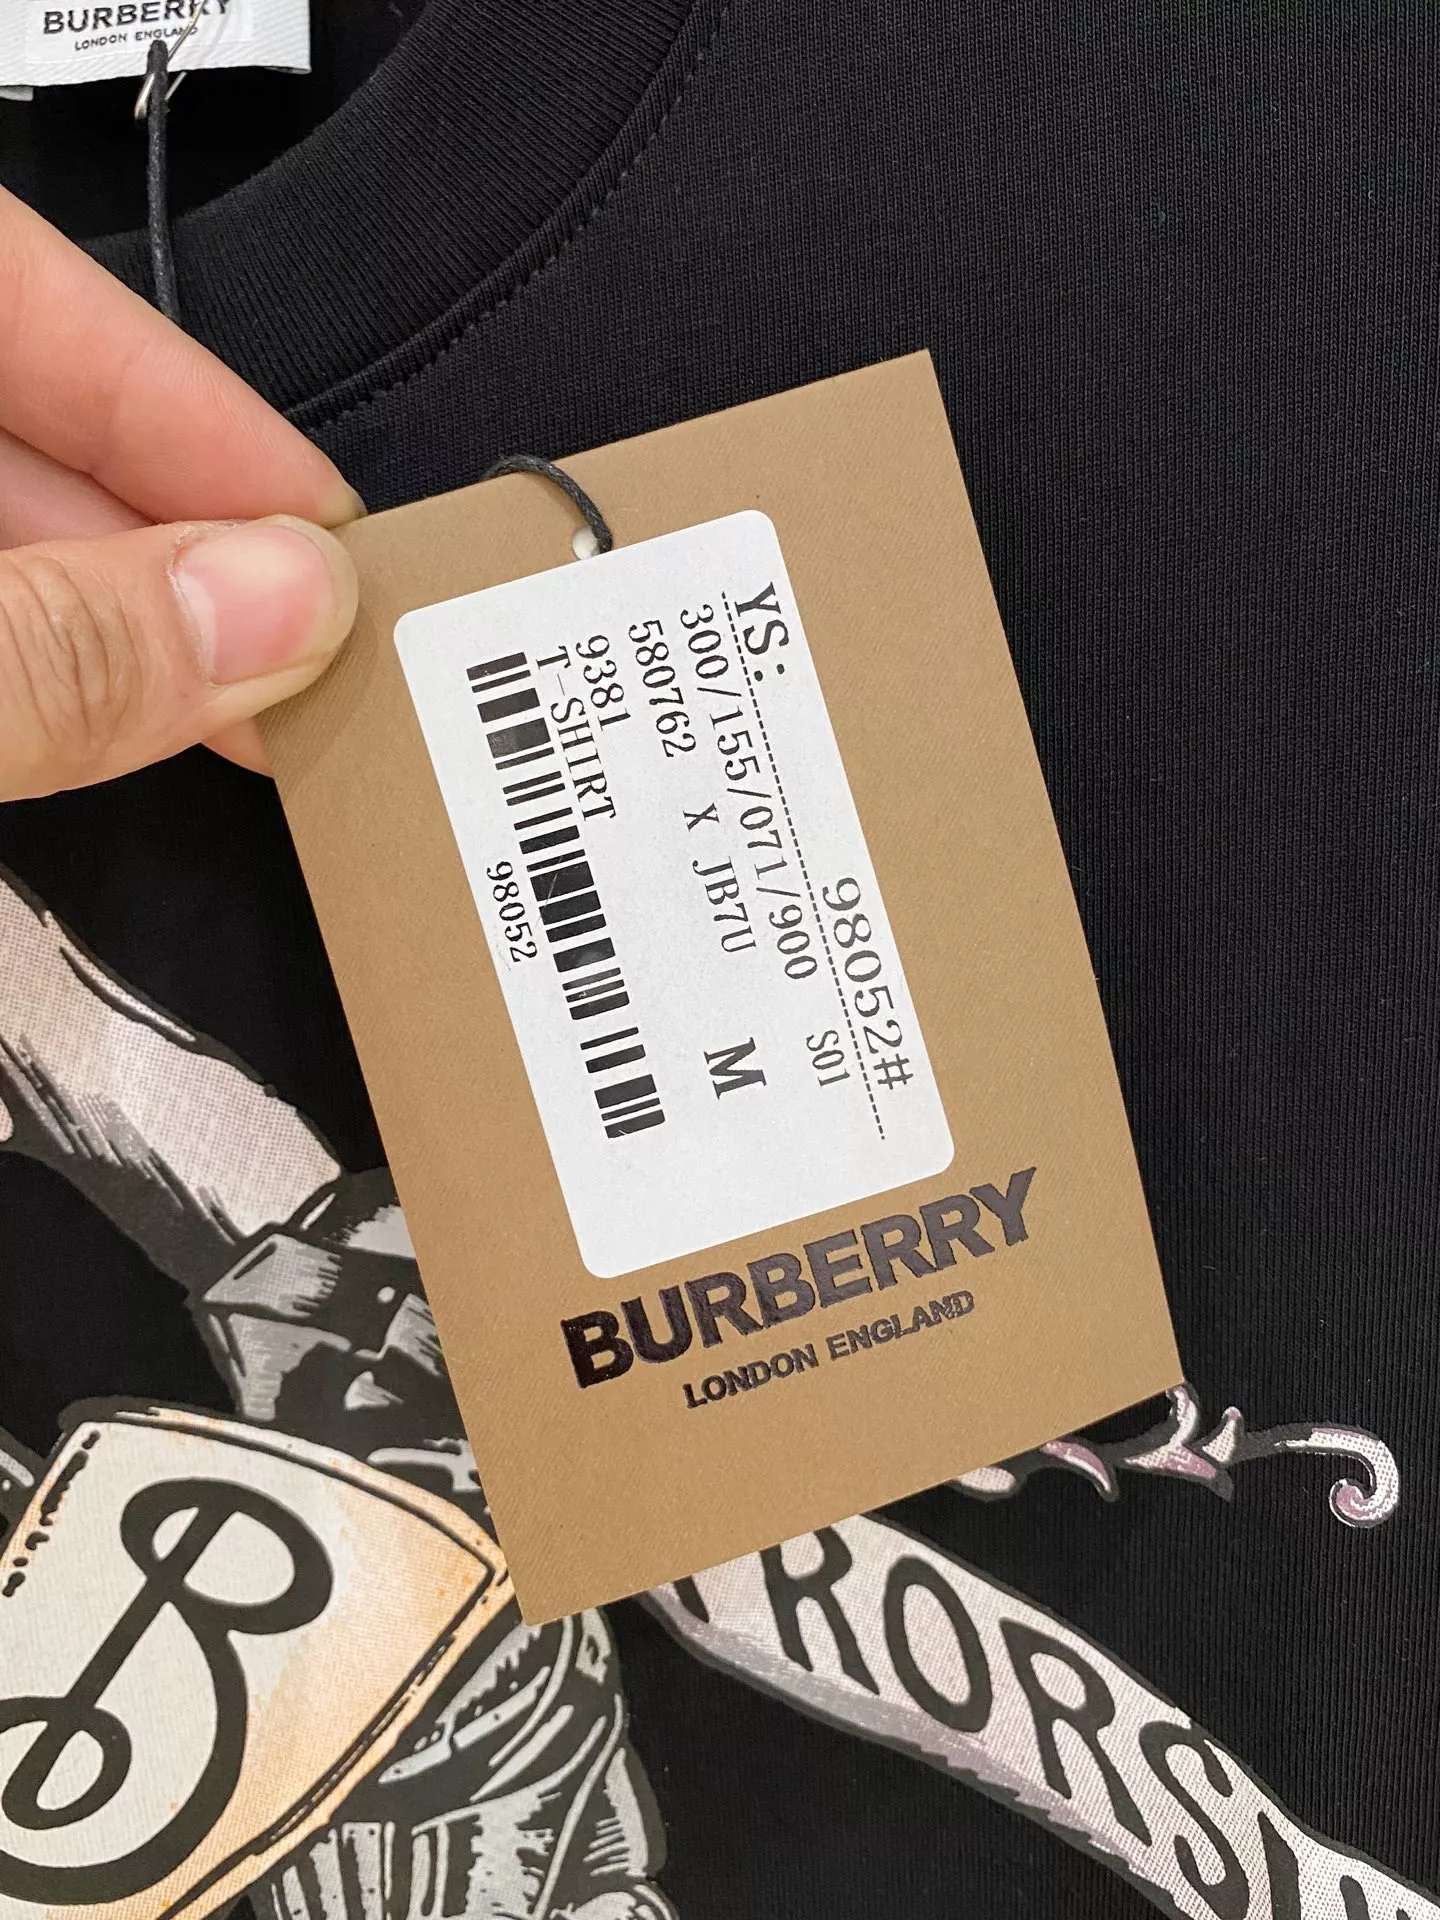 BURBERRY
LONDON ENGLAND
YS:
98052#
300/155/071/900 S01
580762 X JB7U M
9381
T-SHIRT
98052
BURBERRY
LONDON ENGLAND
B
RORS